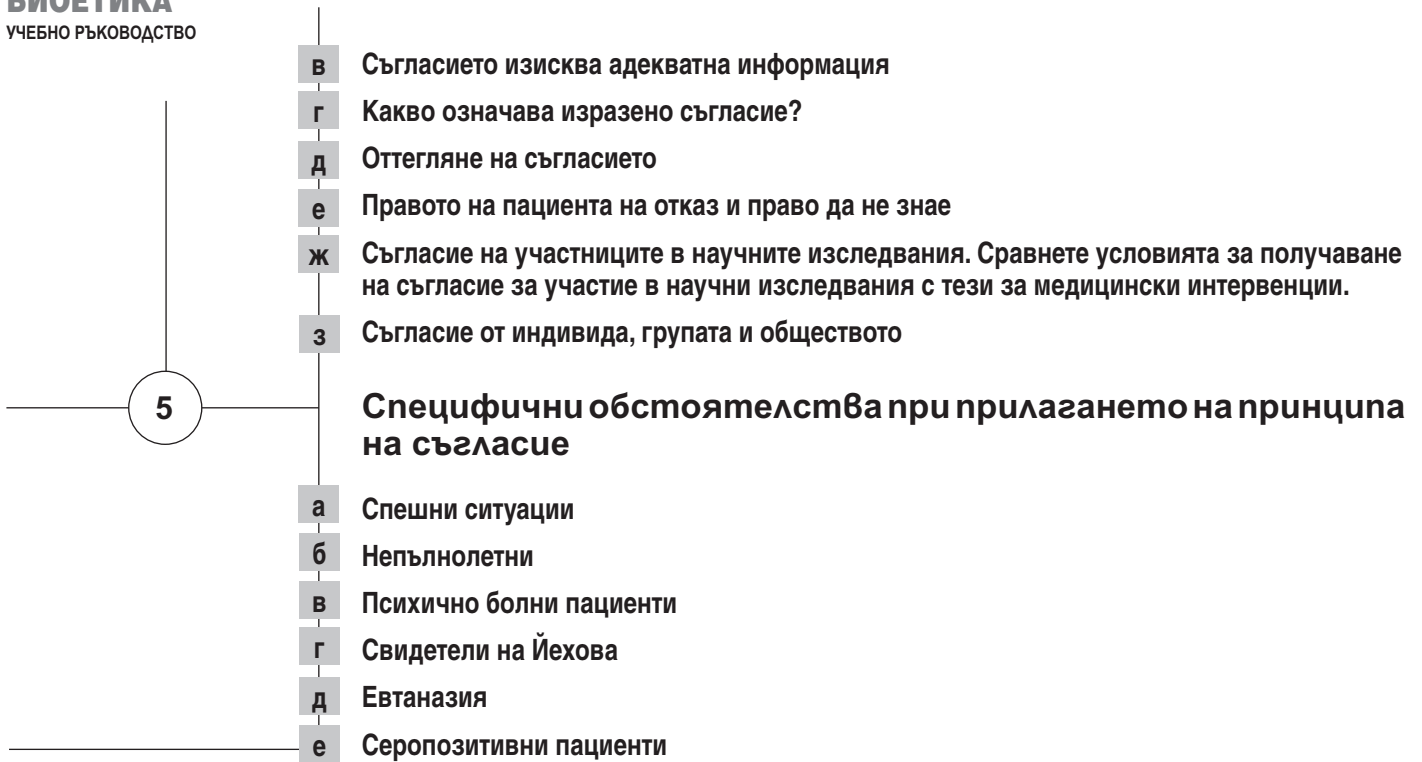 БИОЕТИКА
УЧЕБНО РЪКОВОДСТВО
в Съгласието изисква адекватна информация
г Какво означава изразено съгласие?
д Оттегляне на съгласието
е Правото на пациента на отказ и право да не знае
ж Съгласие на участниците в научните изследвания. Сравнете условията за получаване
на съгласие за участие в научни изследвания с тези за медицински интервенции.
з Съгласие от индивида, групата и обществото
5 Специфични обстоятелства при прилагането на принципа
на съгласие
а Спешни ситуации
б Непълнолетни
в Психично болни пациенти
г Свидетели на Йехова
д Евтаназия
е Серопозитивни пациенти